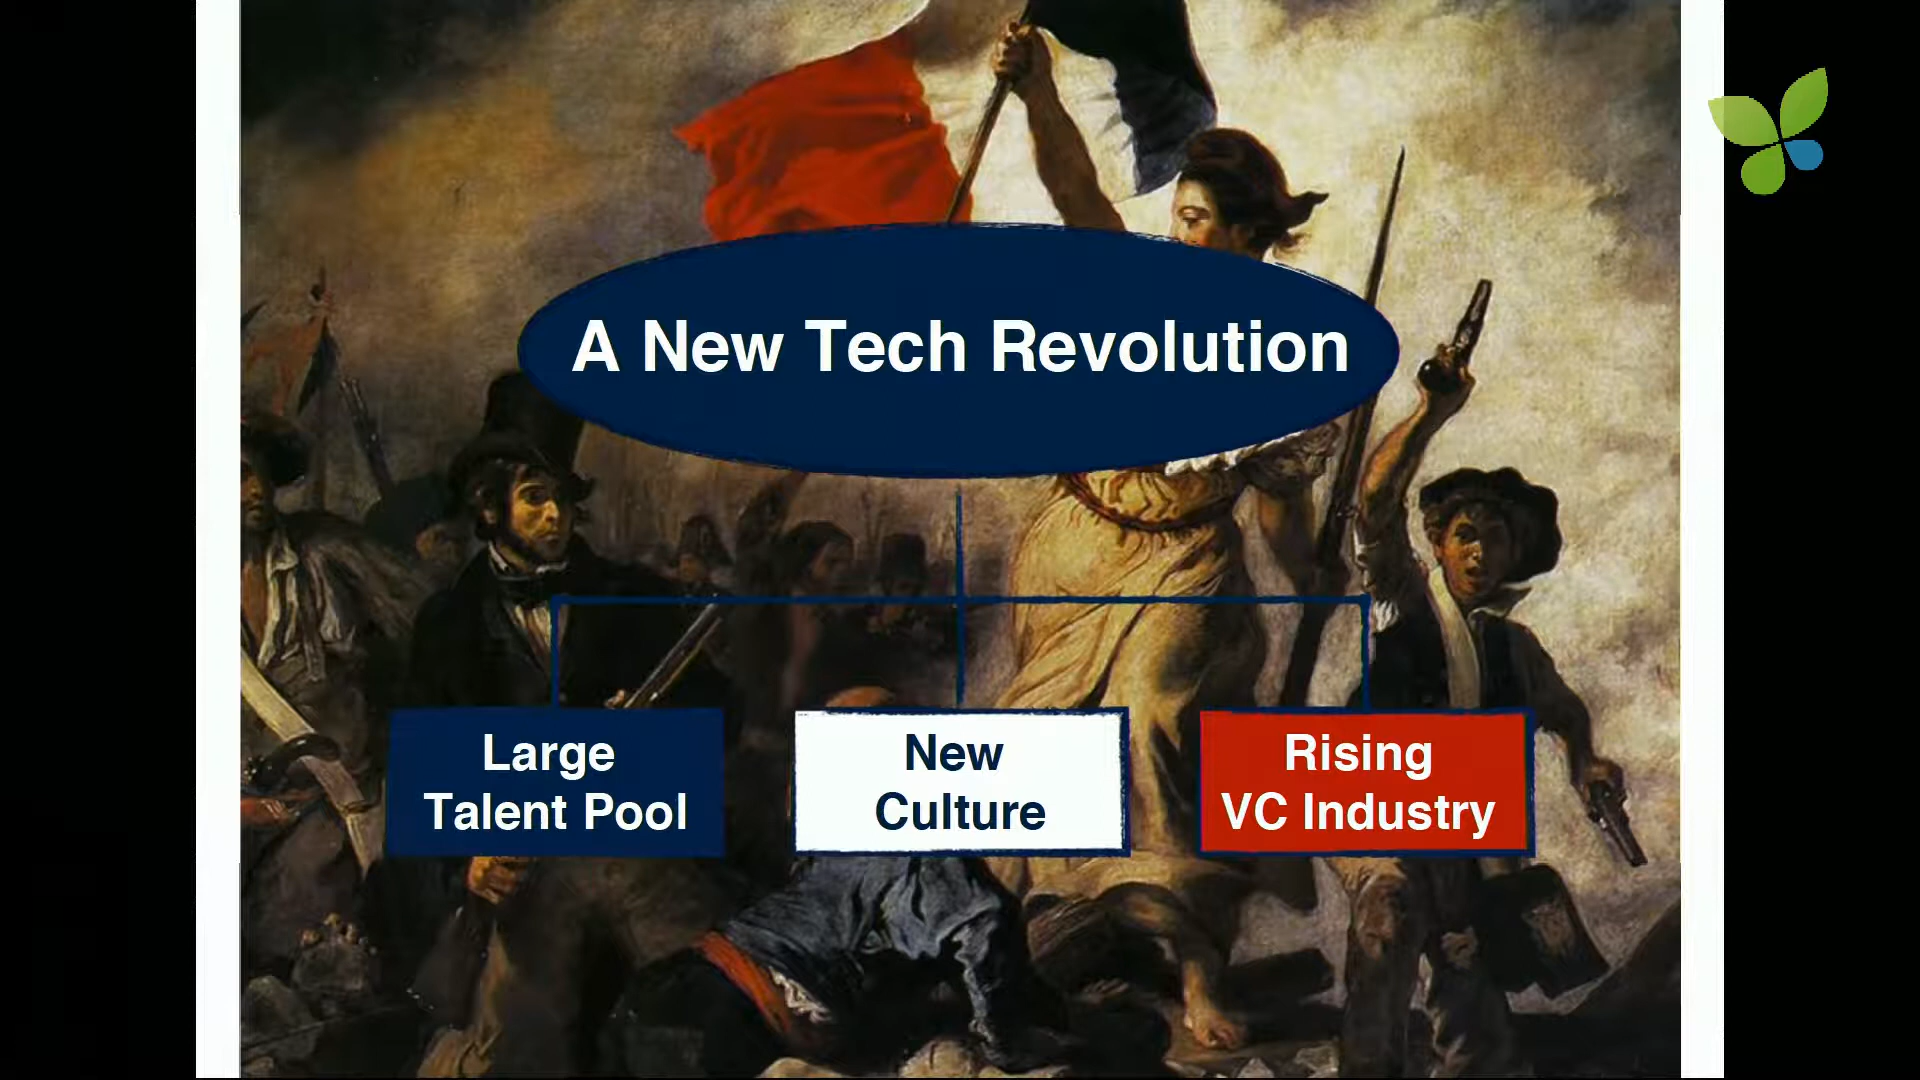 A New Tech Revolution
Large
Talent Pool
New
Culture
Rising
VC Industry